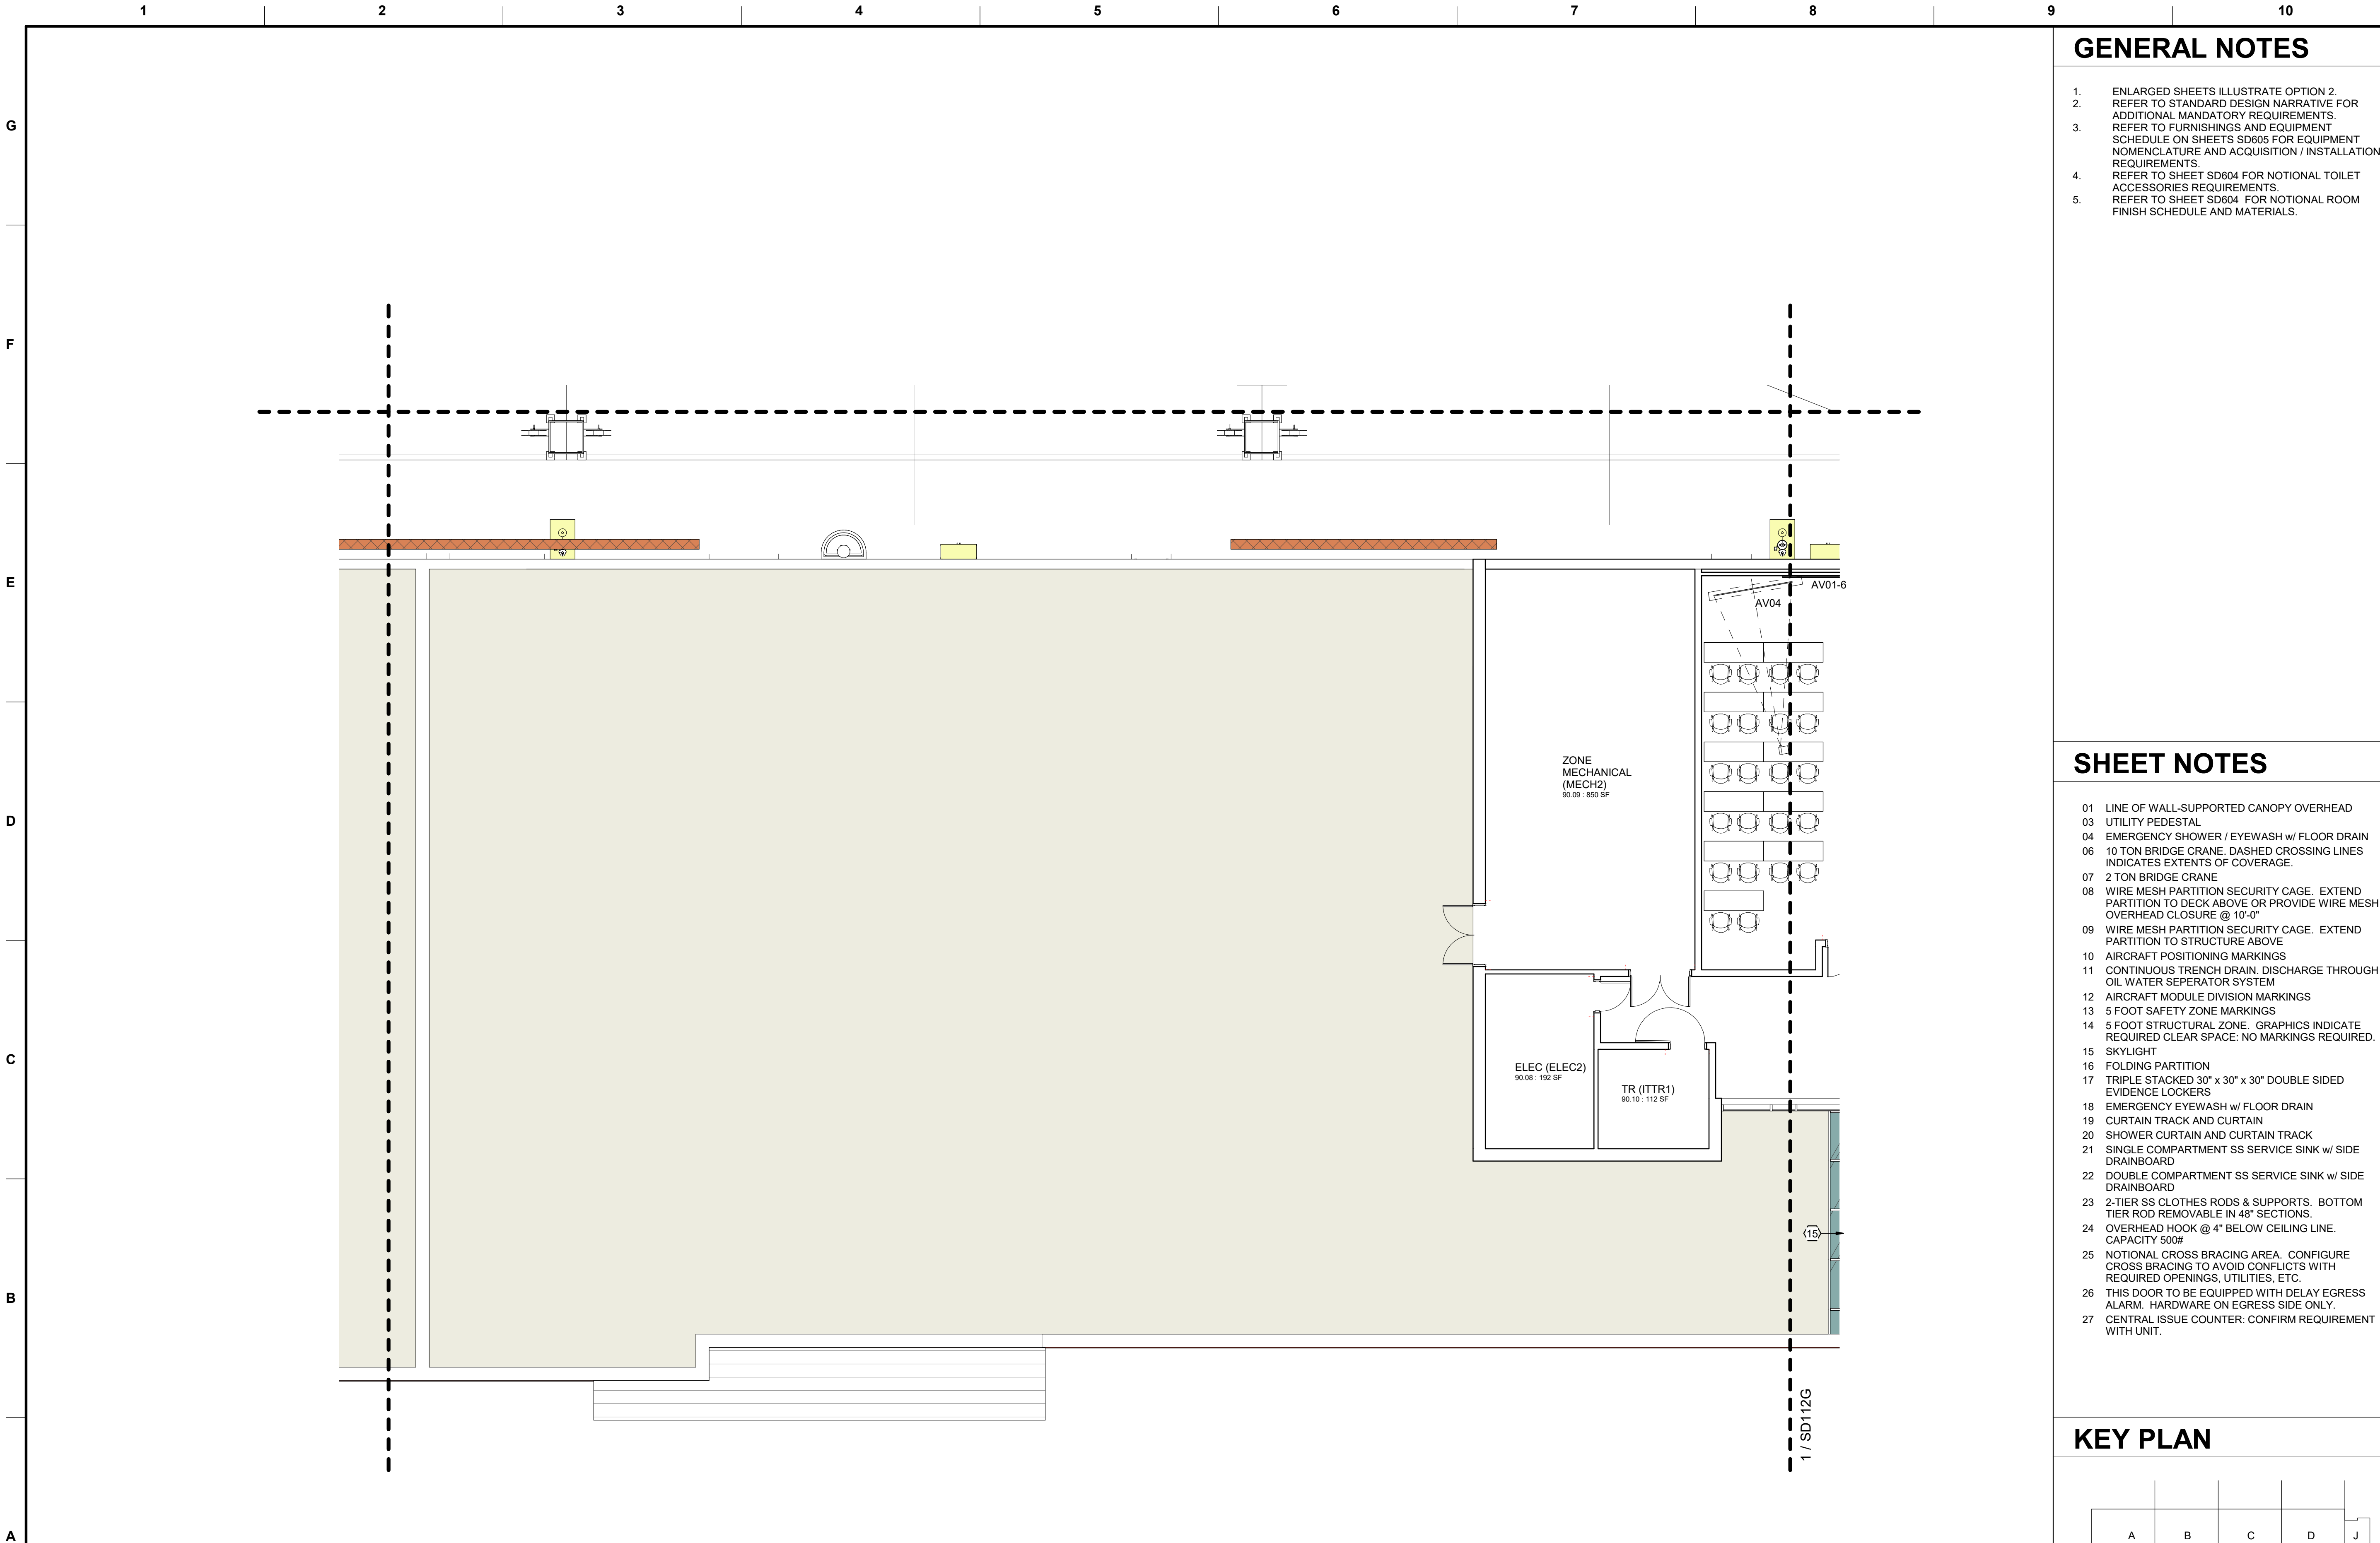 1 2 3 4 5 6 7 8 9 10
G
F
E
D
C
B
A
AV01-6
AV04
ZONE
MECHANICAL
(MECH2)
90.09 : 850 SF
ELEC (ELEC2)
90.08 : 192 SF
TR (ITTR1)
90.10 : 112 SF
15
1 / SD112G
GENERAL NOTES
1. ENLARGED SHEETS ILLUSTRATE OPTION 2.
2. REFER TO STANDARD DESIGN NARRATIVE FOR
ADDITIONAL MANDATORY REQUIREMENTS.
3. REFER TO FURNISHINGS AND EQUIPMENT
SCHEDULE ON SHEETS SD605 FOR EQUIPMENT
NOMENCLATURE AND ACQUISITION / INSTALLATION
REQUIREMENTS.
4. REFER TO SHEET SD604 FOR NOTIONAL TOILET
ACCESSORIES REQUIREMENTS.
5. REFER TO SHEET SD604 FOR NOTIONAL ROOM
FINISH SCHEDULE AND MATERIALS.
SHEET NOTES
01 LINE OF WALL-SUPPORTED CANOPY OVERHEAD
03 UTILITY PEDESTAL
04 EMERGENCY SHOWER / EYEWASH w/ FLOOR DRAIN
06 10 TON BRIDGE CRANE. DASHED CROSSING LINES
INDICATES EXTENTS OF COVERAGE.
07 2 TON BRIDGE CRANE
08 WIRE MESH PARTITION SECURITY CAGE. EXTEND
PARTITION TO DECK ABOVE OR PROVIDE WIRE MESH
OVERHEAD CLOSURE @ 10'-0"
09 WIRE MESH PARTITION SECURITY CAGE. EXTEND
PARTITION TO STRUCTURE ABOVE
10 AIRCRAFT POSITIONING MARKINGS
11 CONTINUOUS TRENCH DRAIN. DISCHARGE THROUGH
OIL WATER SEPERATOR SYSTEM
12 AIRCRAFT MODULE DIVISION MARKINGS
13 5 FOOT SAFETY ZONE MARKINGS
14 5 FOOT STRUCTURAL ZONE. GRAPHICS INDICATE
REQUIRED CLEAR SPACE: NO MARKINGS REQUIRED.
15 SKYLIGHT
16 FOLDING PARTITION
17 TRIPLE STACKED 30" x 30" x 30" DOUBLE SIDED
EVIDENCE LOCKERS
18 EMERGENCY EYEWASH w/ FLOOR DRAIN
19 CURTAIN TRACK AND CURTAIN
20 SHOWER CURTAIN AND CURTAIN TRACK
21 SINGLE COMPARTMENT SS SERVICE SINK w/ SIDE
DRAINBOARD
22 DOUBLE COMPARTMENT SS SERVICE SINK w/ SIDE
DRAINBOARD
23 2-TIER SS CLOTHES RODS & SUPPORTS. BOTTOM
TIER ROD REMOVABLE IN 48" SECTIONS.
24 OVERHEAD HOOK @ 4" BELOW CEILING LINE.
CAPACITY 500#
25 NOTIONAL CROSS BRACING AREA. CONFIGURE
CROSS BRACING TO AVOID CONFLICTS WITH
REQUIRED OPENINGS, UTILITIES, ETC.
26 THIS DOOR TO BE EQUIPPED WITH DELAY EGRESS
ALARM. HARDWARE ON EGRESS SIDE ONLY.
27 CENTRAL ISSUE COUNTER: CONFIRM REQUIREMENT
WITH UNIT.
KEY PLAN
A B C D J